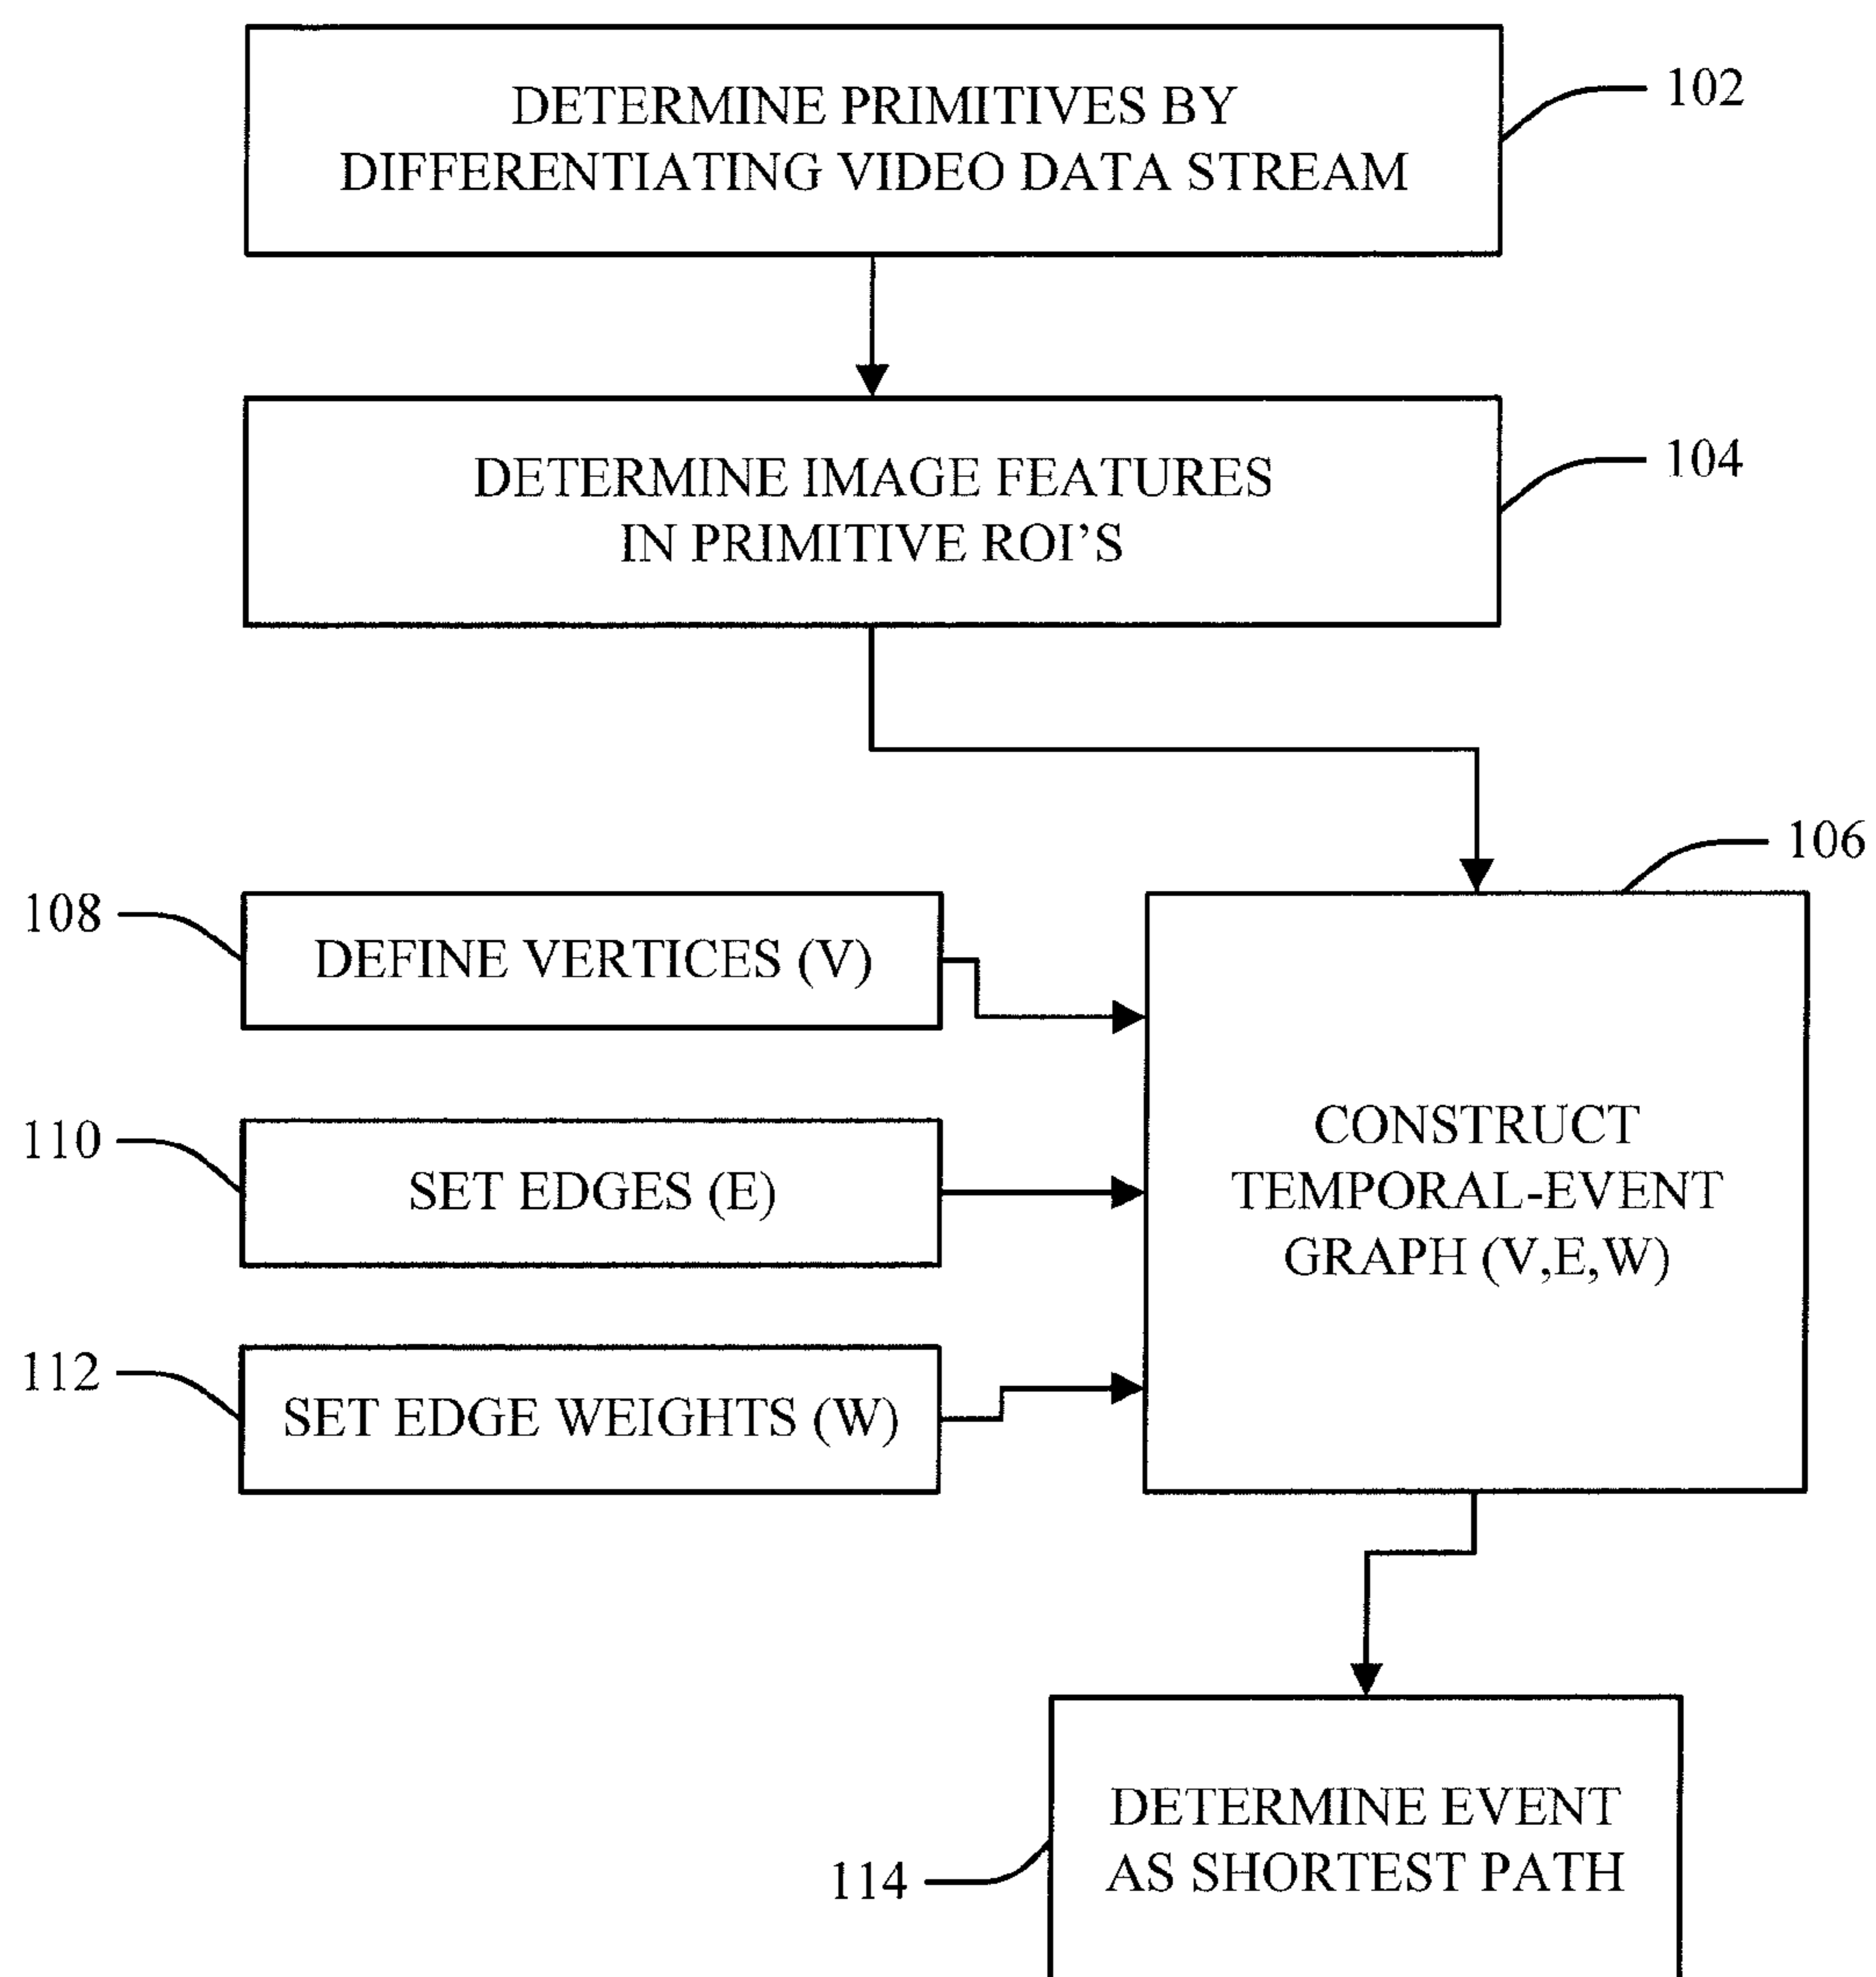 DETERMINE PRIMITIVES BY
DIFFERENTIATING VIDEO DATA STREAM
102
DETERMINE IMAGE FEATURES
IN PRIMITIVE ROI'S
104
106
108
DEFINE VERTICES (V)
110
SET EDGES (E)
112
SET EDGE WEIGHTS (W)
CONSTRUCT
TEMPORAL-EVENT
GRAPH (V,E,W)
114
DETERMINE EVENT
AS SHORTEST PATH